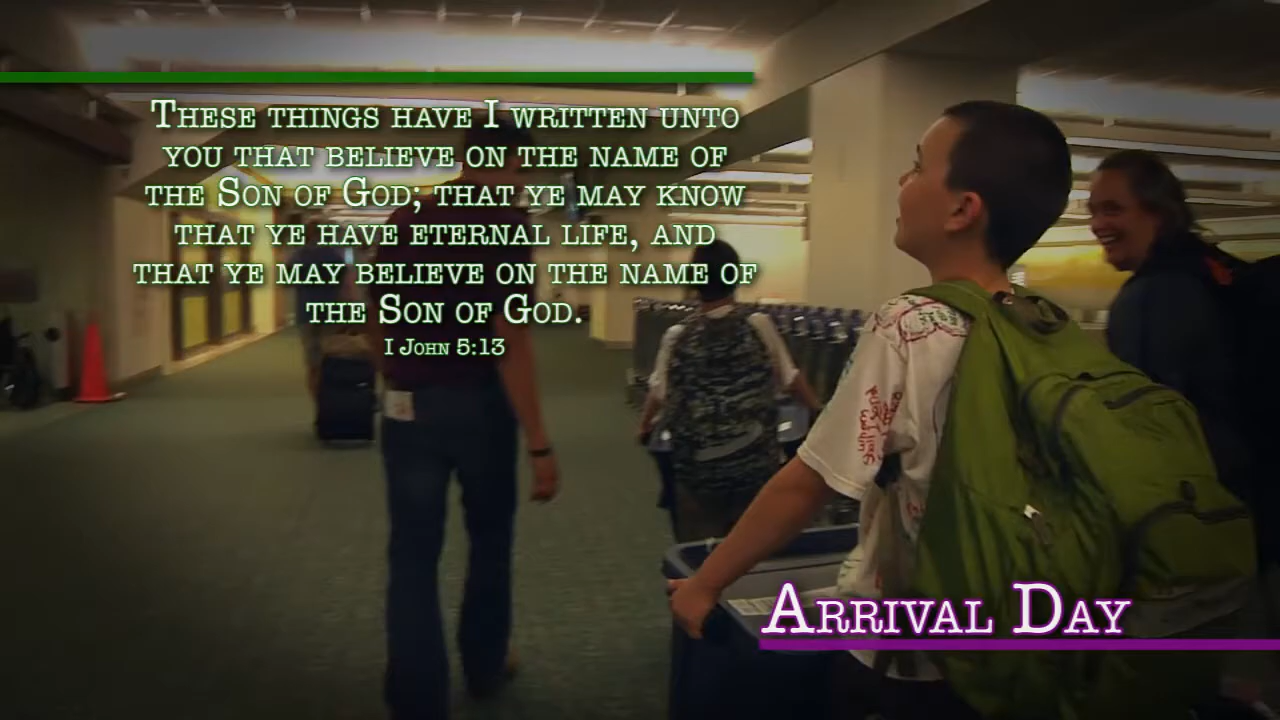 These things have I written unto
you that believe on the name of
the Son of God; that ye may know
that ye have eternal life, and
that ye may believe on the name of
the Son of God.
I John 5:13
Arrival Day